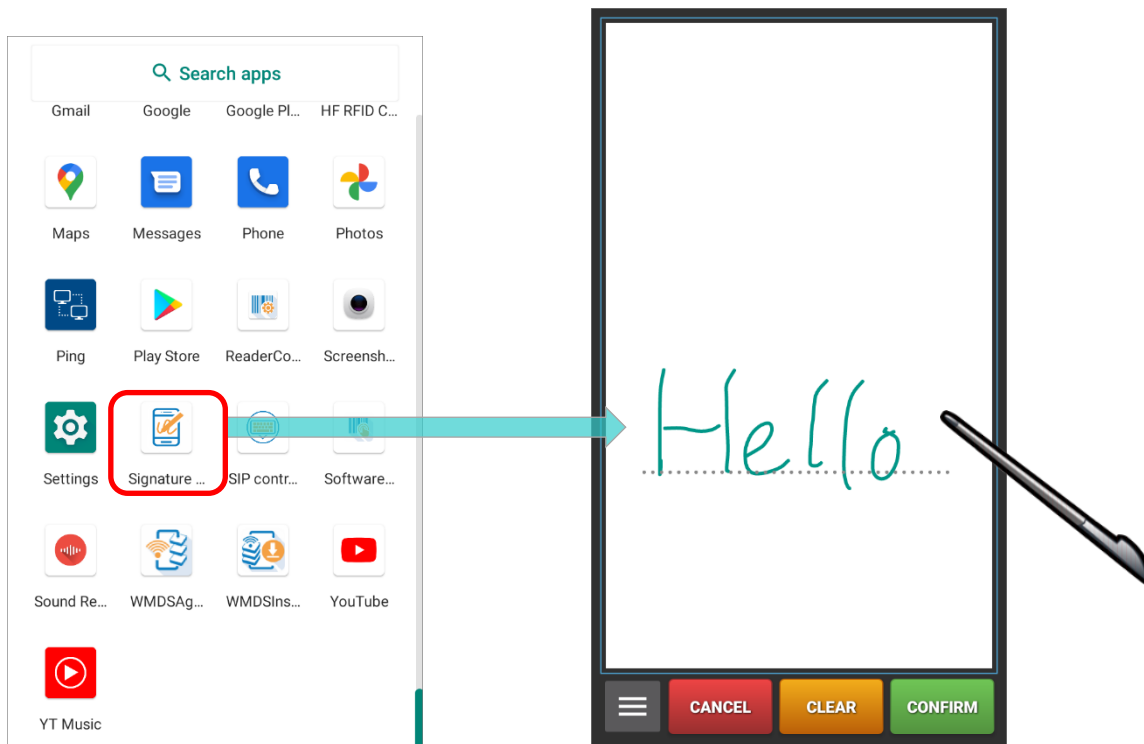 Search apps
Gmail Google Google Pl... HF RFID C...
Maps Messages Phone Photos
Ping Play Store ReaderCo... Screensh...
Settings Signature ... SIP contr... Software...
Sound Re... WMDSAg... WMDSIns... YouTube
YT Music
Hello
CANCEL CLEAR CONFIRM